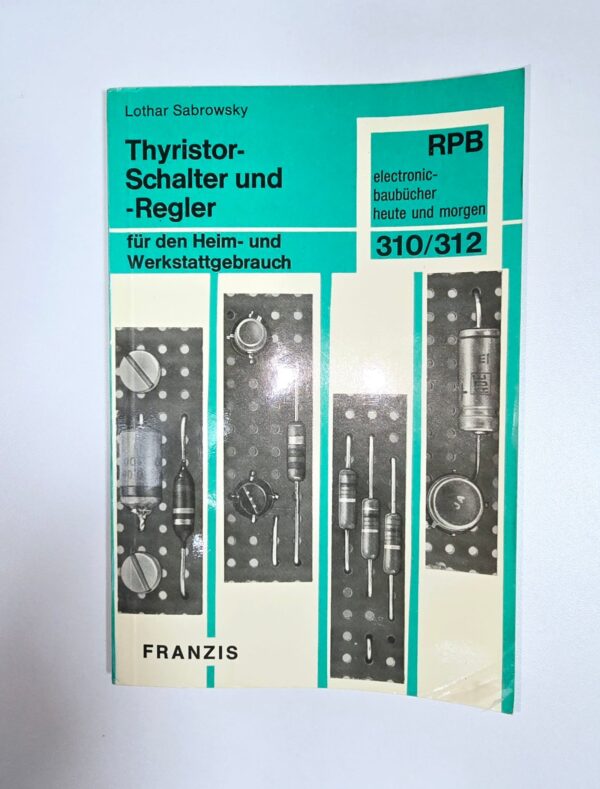 Lothar Sabrowsky
Thyristor-
Schalter und
-Regler
für den Heim- und
Werkstattgebrauch
RPB
electronic-
baubücher
heute und morgen
310/312
FRANZIS